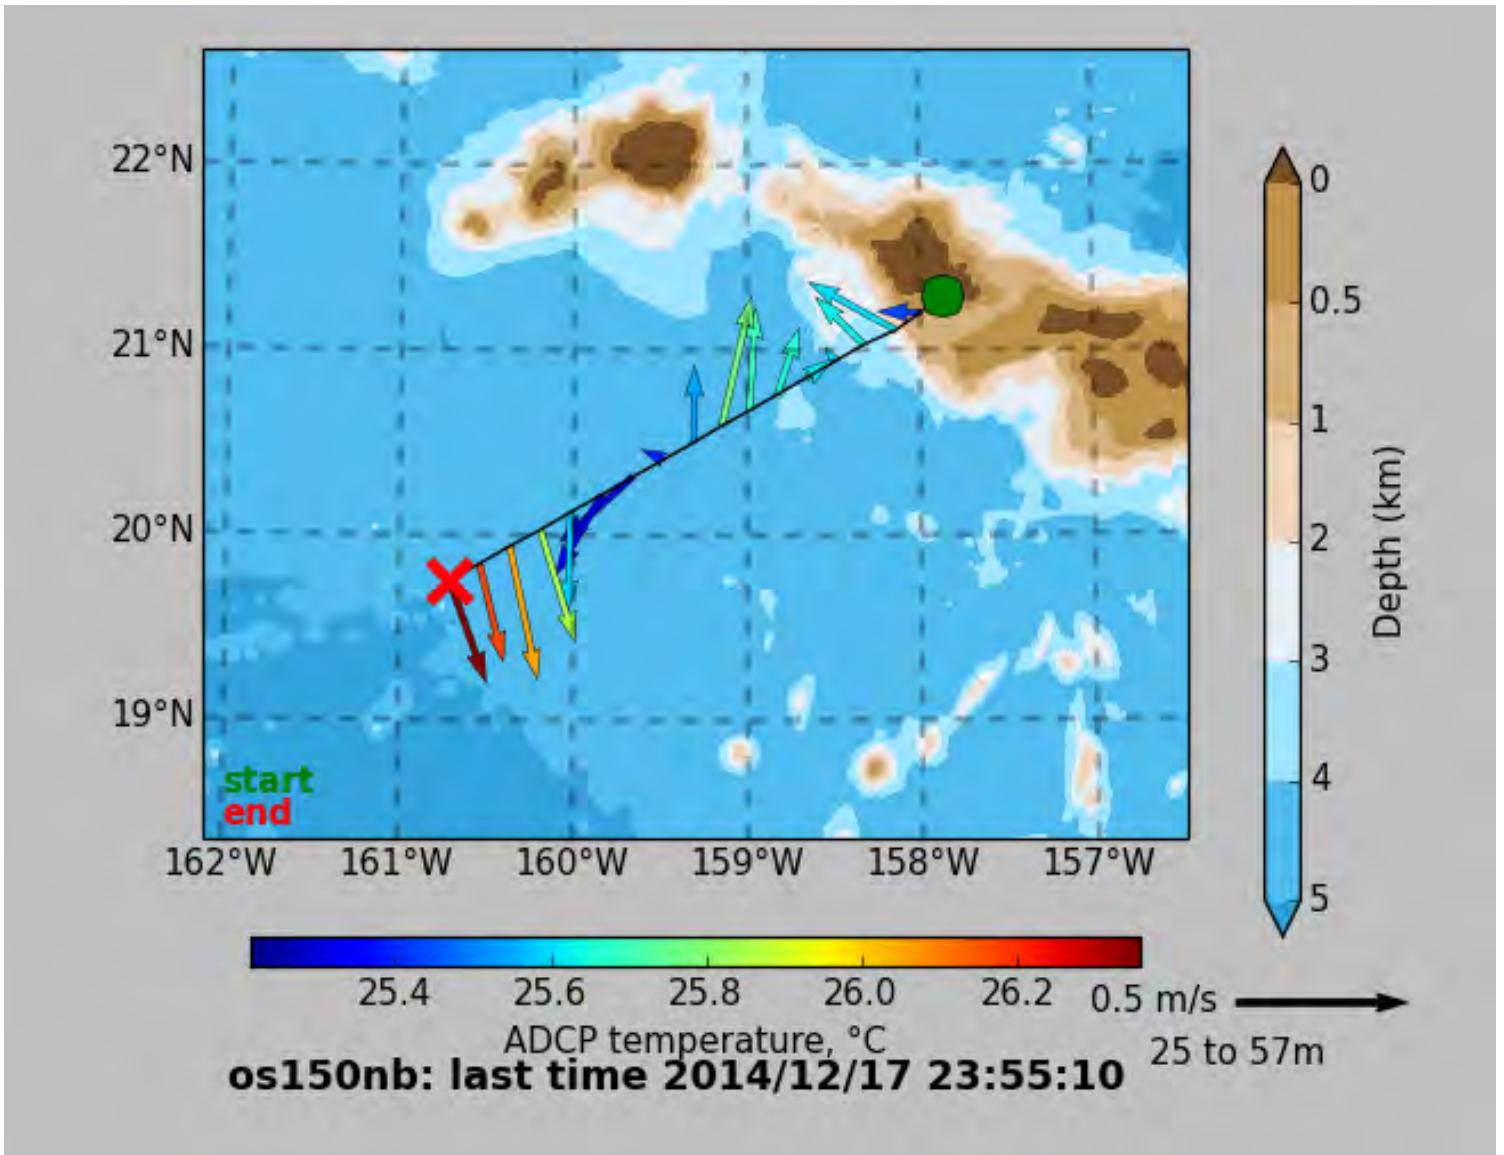 22°N
21°N
20°N
19°N
start
end
162°W 161°W 160°W 159°W 158°W 157°W
0
0.5
1
2
3
4
5
Depth (km)
25.4 25.6 25.8 26.0 26.2
ADCP temperature, °C
0.5 m/s
25 to 57m
os150nb: last time 2014/12/17 23:55:10